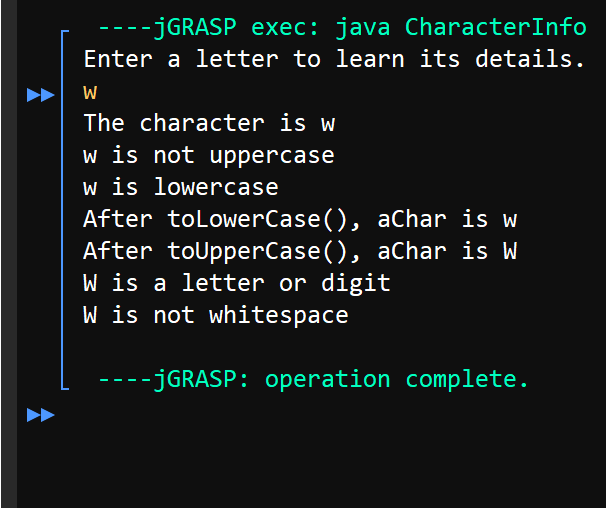 ----jGRASP exec: java CharacterInfo
Enter a letter to learn its details.
w
The character is w
w is not uppercase
w is lowercase
After toLowerCase(), aChar is w
After toUpperCase(), aChar is W
W is a letter or digit
W is not whitespace
----jGRASP: operation complete.